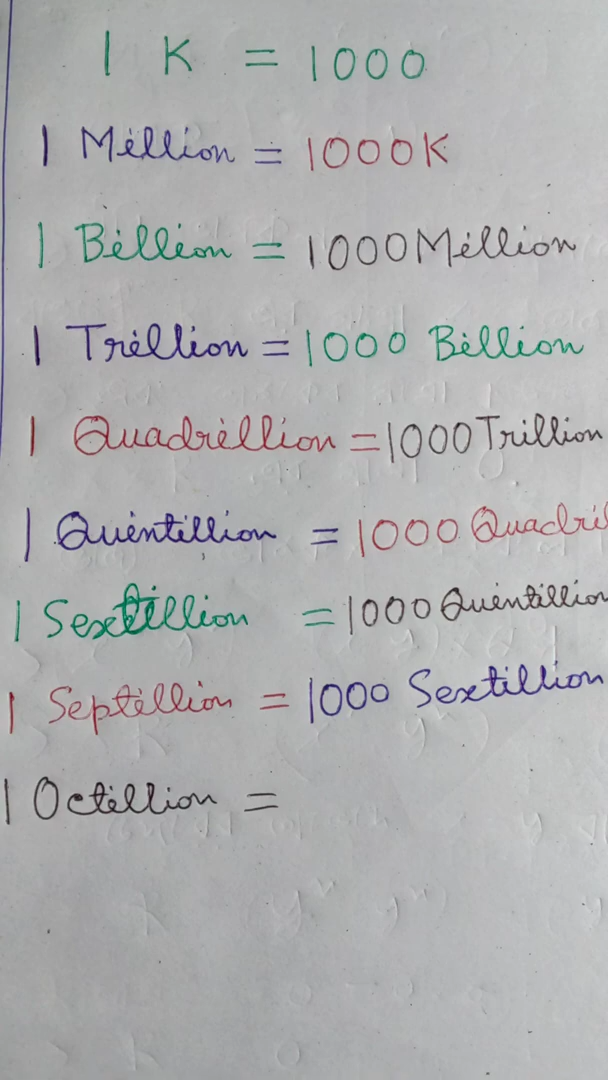 1 K = 1000
1 Million = 1000K
1 Billion = 1000 Million
1 Trillion = 1000 Billion
1 Quadrillion = 1000 Trillion
1 Quintillion = 1000 Quadril
1 Sextillion = 1000 Quintillion
1 Septillion = 1000 Sextillion
1 Octillion =